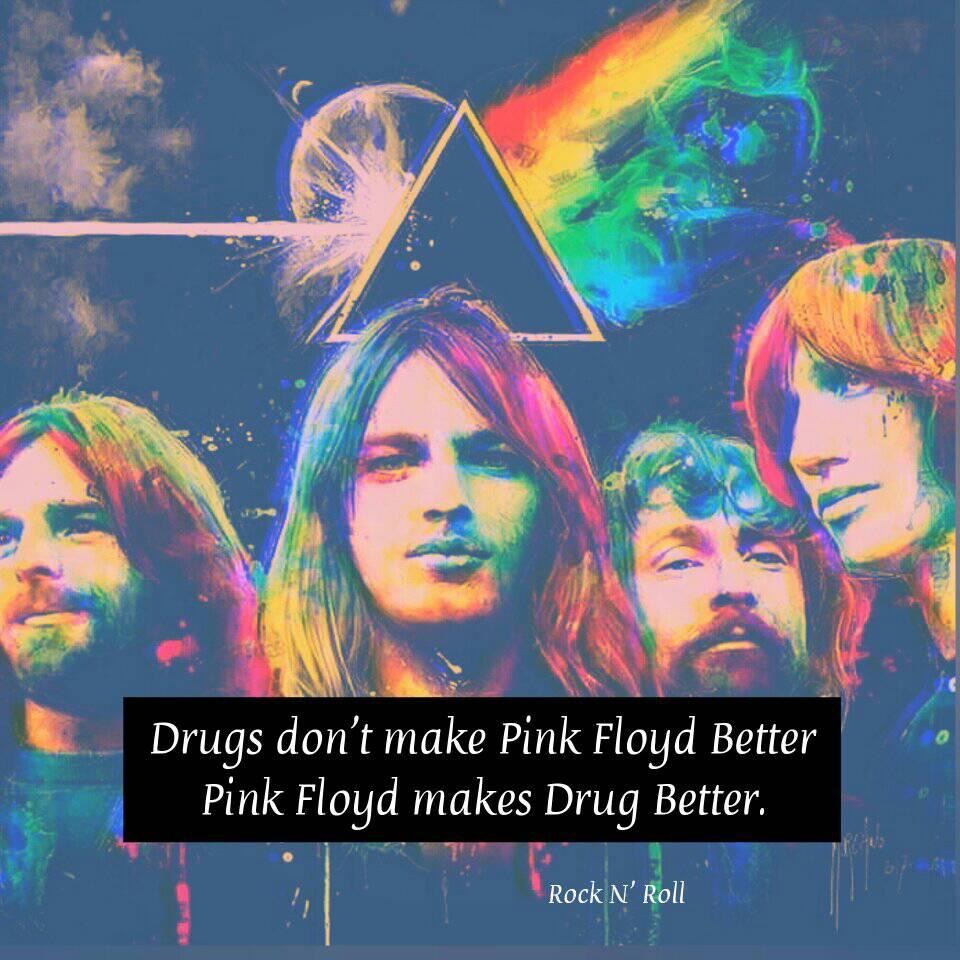 Drugs don't make Pink Floyd Better
Pink Floyd makes Drug Better.
Rock N' Roll